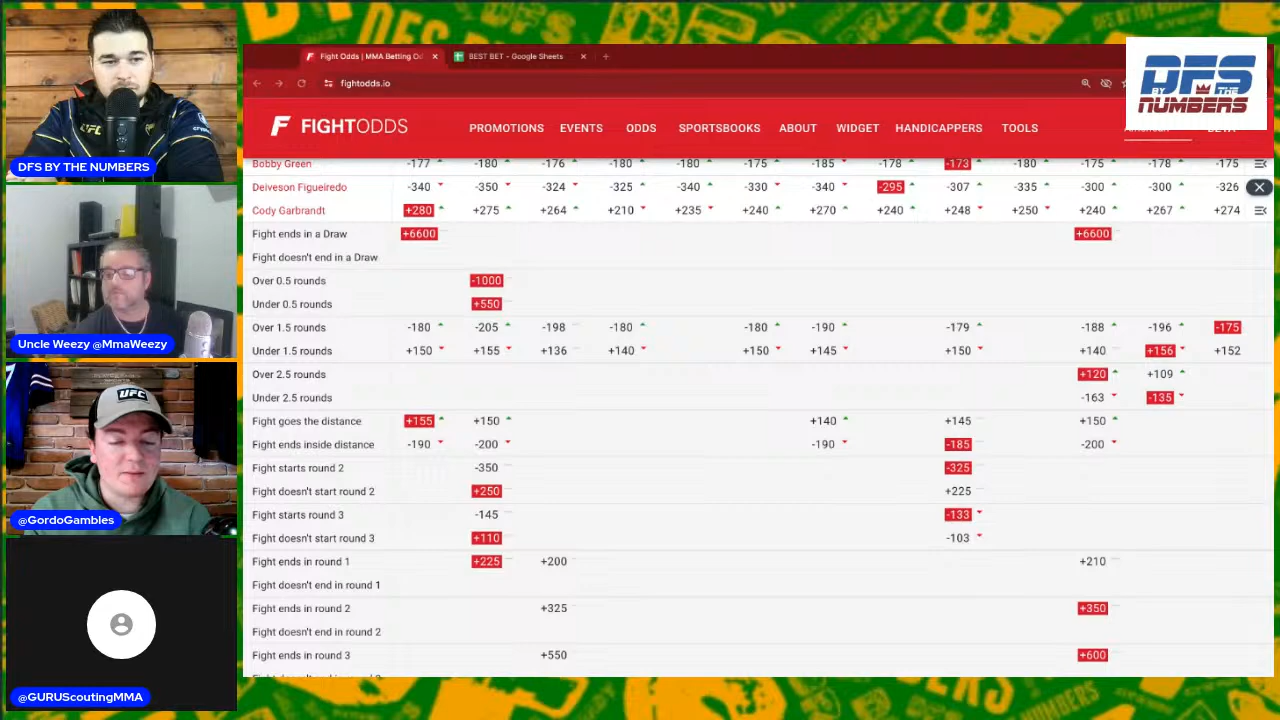 UFC
DFS BY THE NUMBERS
Uncle Weezy @MmaWeezy
UFC
@GordoGambles
@GURUScoutingMMA
Fight Odds | MMA Betting Od
BEST BET - Google Sheets
fightodds.io
DFS
BY THE
NUMBERS
FIGHTODDS
PROMOTIONS EVENTS ODDS SPORTSBOOKS ABOUT WIDGET HANDICAPPERS TOOLS
Bobby Green -177 -180 -176 -180 -180 -175 -185 -178 -173 -180 -175 -178 -175
Deiveson Figueiredo -340 -350 -324 -325 -340 -330 -340 -295 -307 -335 -300 -300 -326
Cody Garbrandt +280 +275 +264 +210 +235 +240 +270 +240 +248 +250 +240 +267 +274
Fight ends in a Draw +6600 +6600
Fight doesn't end in a Draw
Over 0.5 rounds -1000
Under 0.5 rounds +550
Over 1.5 rounds -180 -205 -198 -180 -180 -190 -179 -188 -196 -175
Under 1.5 rounds +150 +155 +136 +140 +150 +145 +150 +140 +156 +152
Over 2.5 rounds +120 +109
Under 2.5 rounds -163 -135
Fight goes the distance +155 +150 +140 +145 +150
Fight ends inside distance -190 -200 -190 -185 -200
Fight starts round 2 -350 -325
Fight doesn't start round 2 +250 +225
Fight starts round 3 -145 -133
Fight doesn't start round 3 +110 -103
Fight ends in round 1 +225 +200 +210
Fight doesn't end in round 1
Fight ends in round 2 +325 +350
Fight doesn't end in round 2
Fight ends in round 3 +550 +600